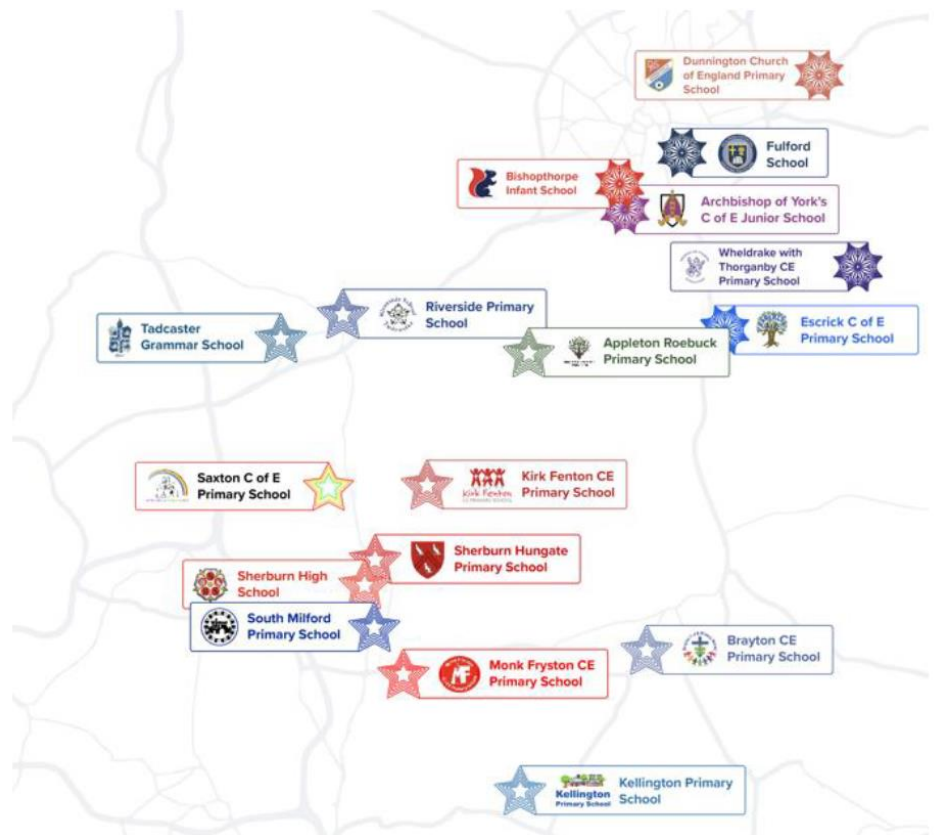 Dunnington Church
of England Primary
School
Fulford
School
Bishopthorpe
Infant School
Archbishop of York's
C of E Junior School
Wheldrake with
Thorganby CE
Primary School
Riverside Primary
School
Tadcaster
Grammar School
Escrick C of E
Primary School
Appleton Roebuck
Primary School
Saxton C of E
Primary School
Kirk Fenton
Kirk Fenton CE
Primary School
Sherburn Hungate
Primary School
Sherburn High
School
South Milford
Primary School
Brayton CE
Primary School
MF
Monk Fryston CE
Primary School
Kellington
Primary School
Kellington Primary
School